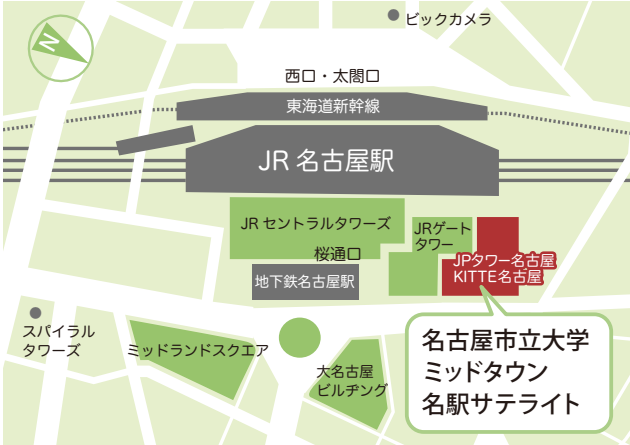 ビックカメラ
N
西口・太閤口
東海道新幹線
JR 名古屋駅
JR セントラルタワーズ
JRゲート
タワー
桜通口
JPタワー名古屋
KITTE名古屋
地下鉄名古屋駅
スパイラル
タワーズ
ミッドランドスクエア
大名古屋
ビルヂング
名古屋市立大学
ミッドタウン
名駅サテライト